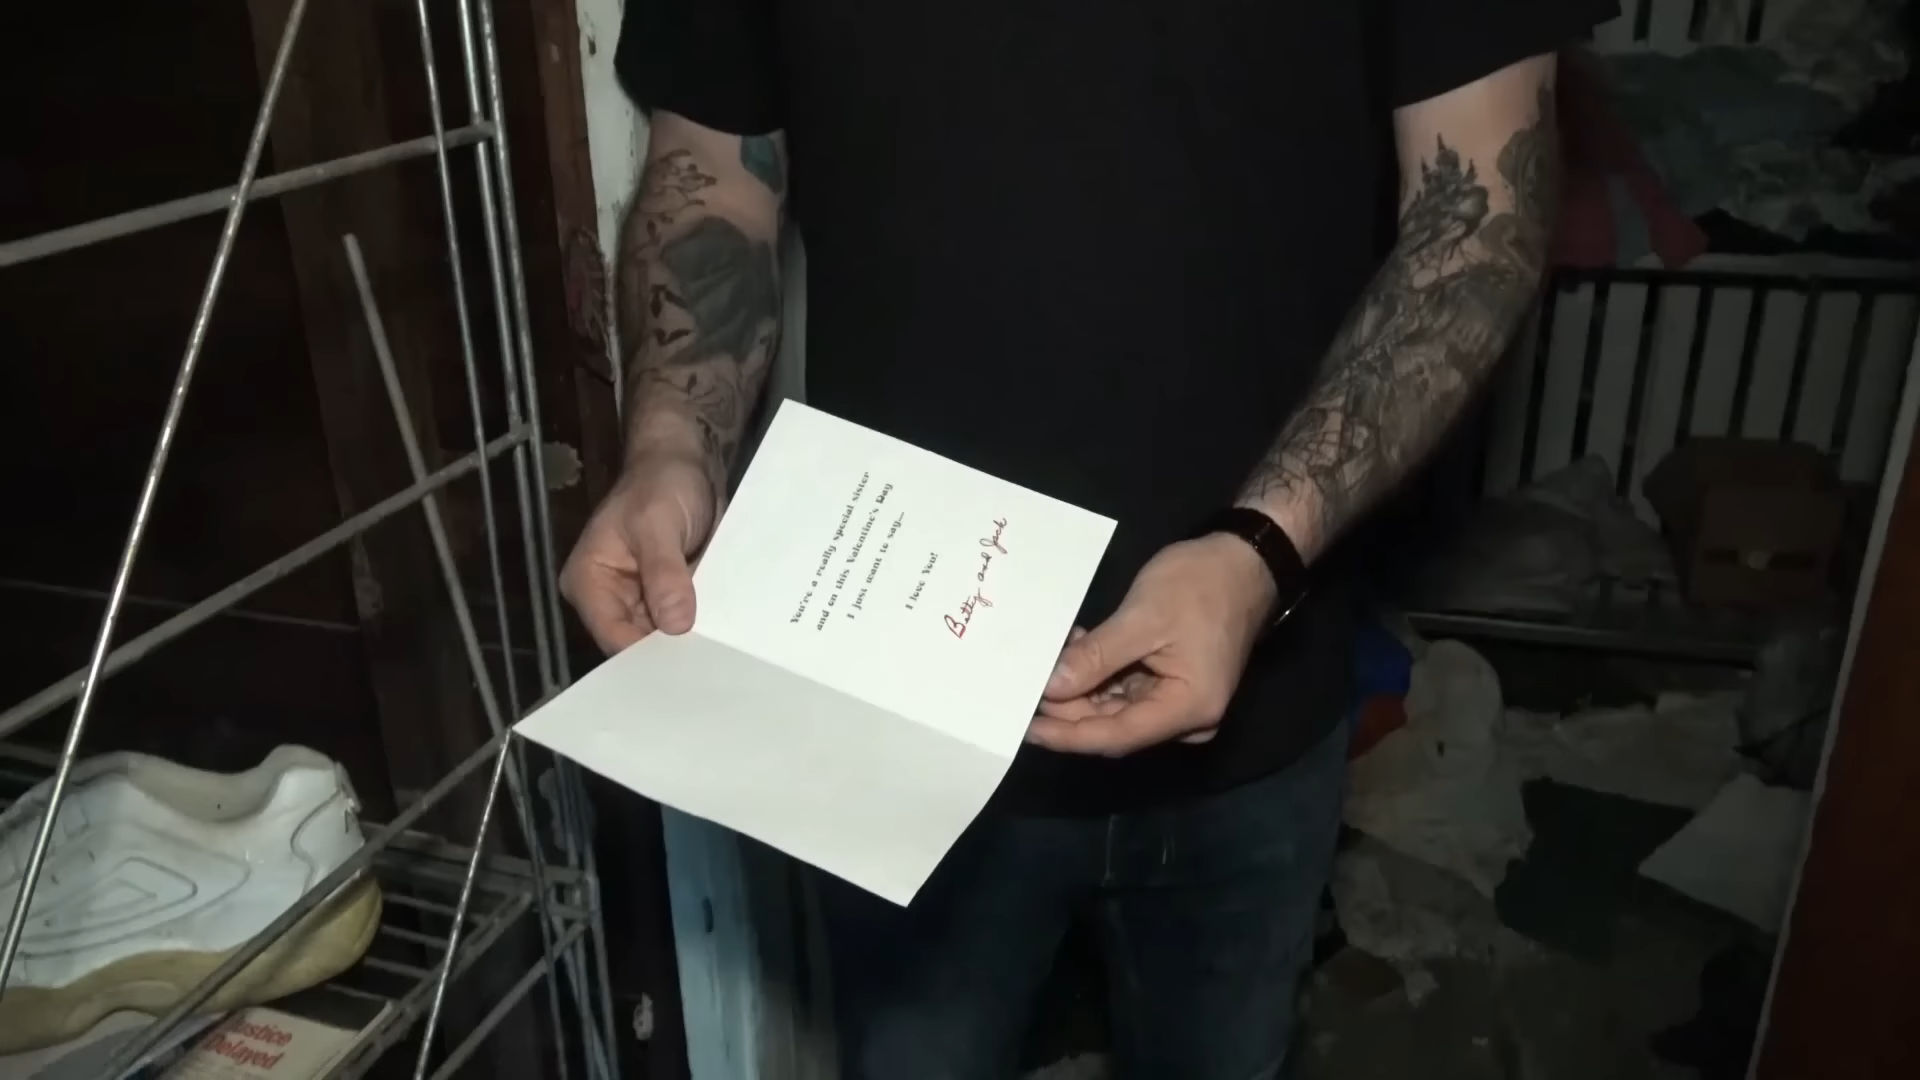 You're a really special sister
and on this Valentine's Day
I just want to say...
I love You!
Betty and Jack
Justice
Delayed